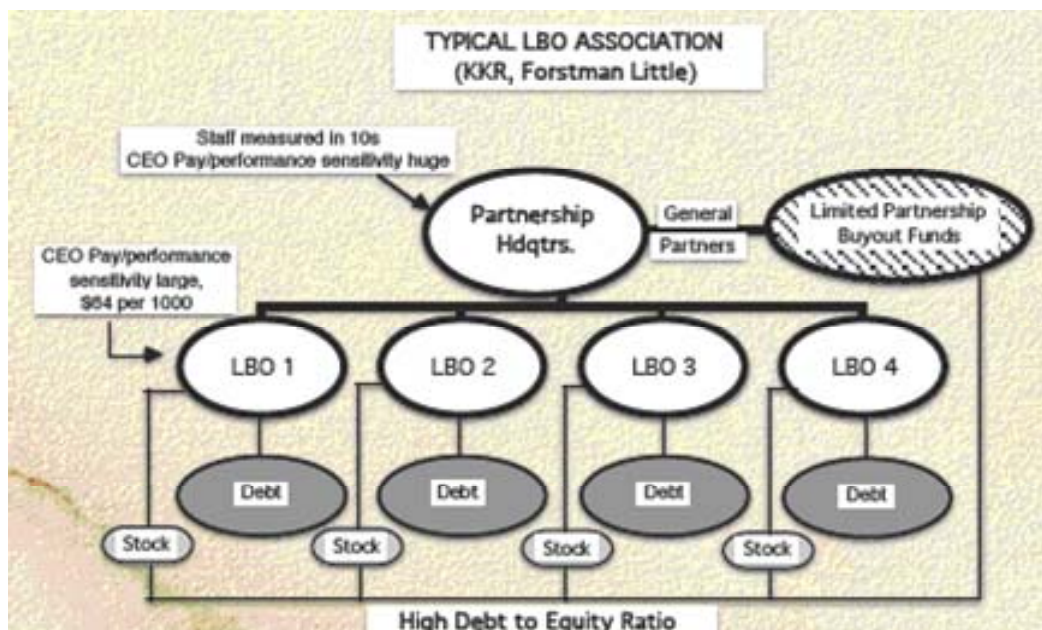 TYPICAL LBO ASSOCIATION
(KKR, Forstman Little)
Staff measured in 10s
CEO Pay/performance sensitivity huge
Partnership
Hdqtrs.
General
Partners
Limited Partnership
Buyout Funds
CEO Pay/performance
sensitivity large,
$64 per 1000
LBO 1
LBO 2
LBO 3
LBO 4
Debt
Debt
Debt
Debt
Stock
Stock
Stock
Stock
High Debt to Equity Ratio